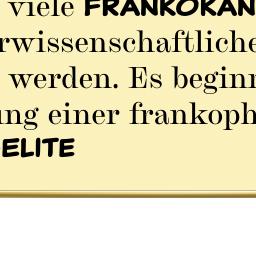 viele FRANKOKAN
rwissenschaftliche
werden. Es beginn
ung einer frankoph
ELITE